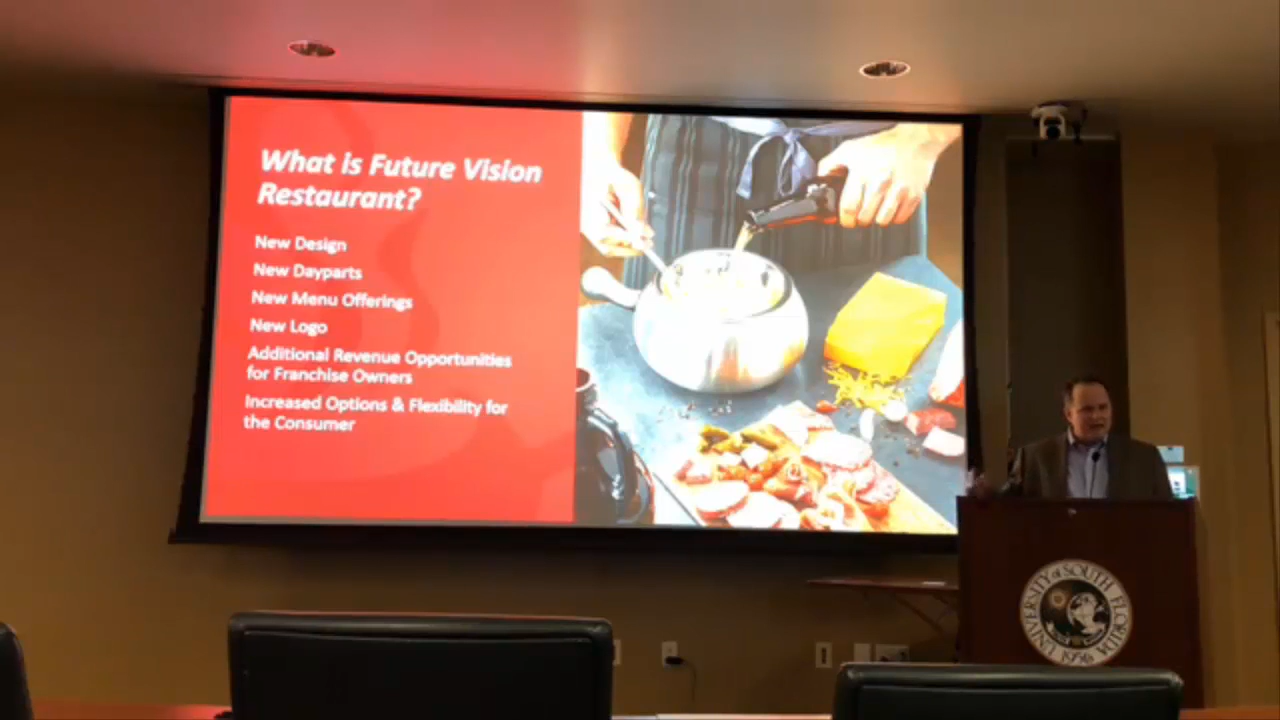 What is Future Vision
Restaurant?
New Design
New Dayparts
New Menu Offerings
New Logo
Additional Revenue Opportunities
for Franchise Owners
Increased Options & Flexibility for
the Consumer
UNIVERSITY of SOUTH FLORIDA
1956